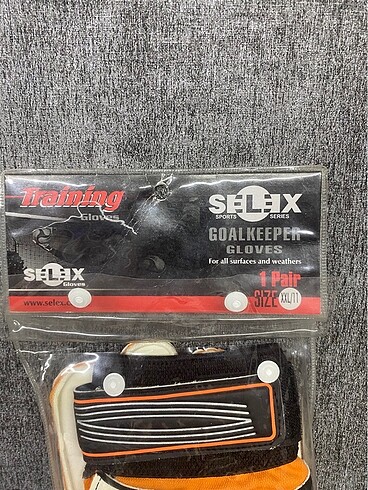 Training
Gloves
SELEX
SPORTS SERIES
GOALKEEPER
GLOVES
For all surfaces and weathers
SELEX
Gloves
1 Pair
SIZE XXL/11
www.selex.c